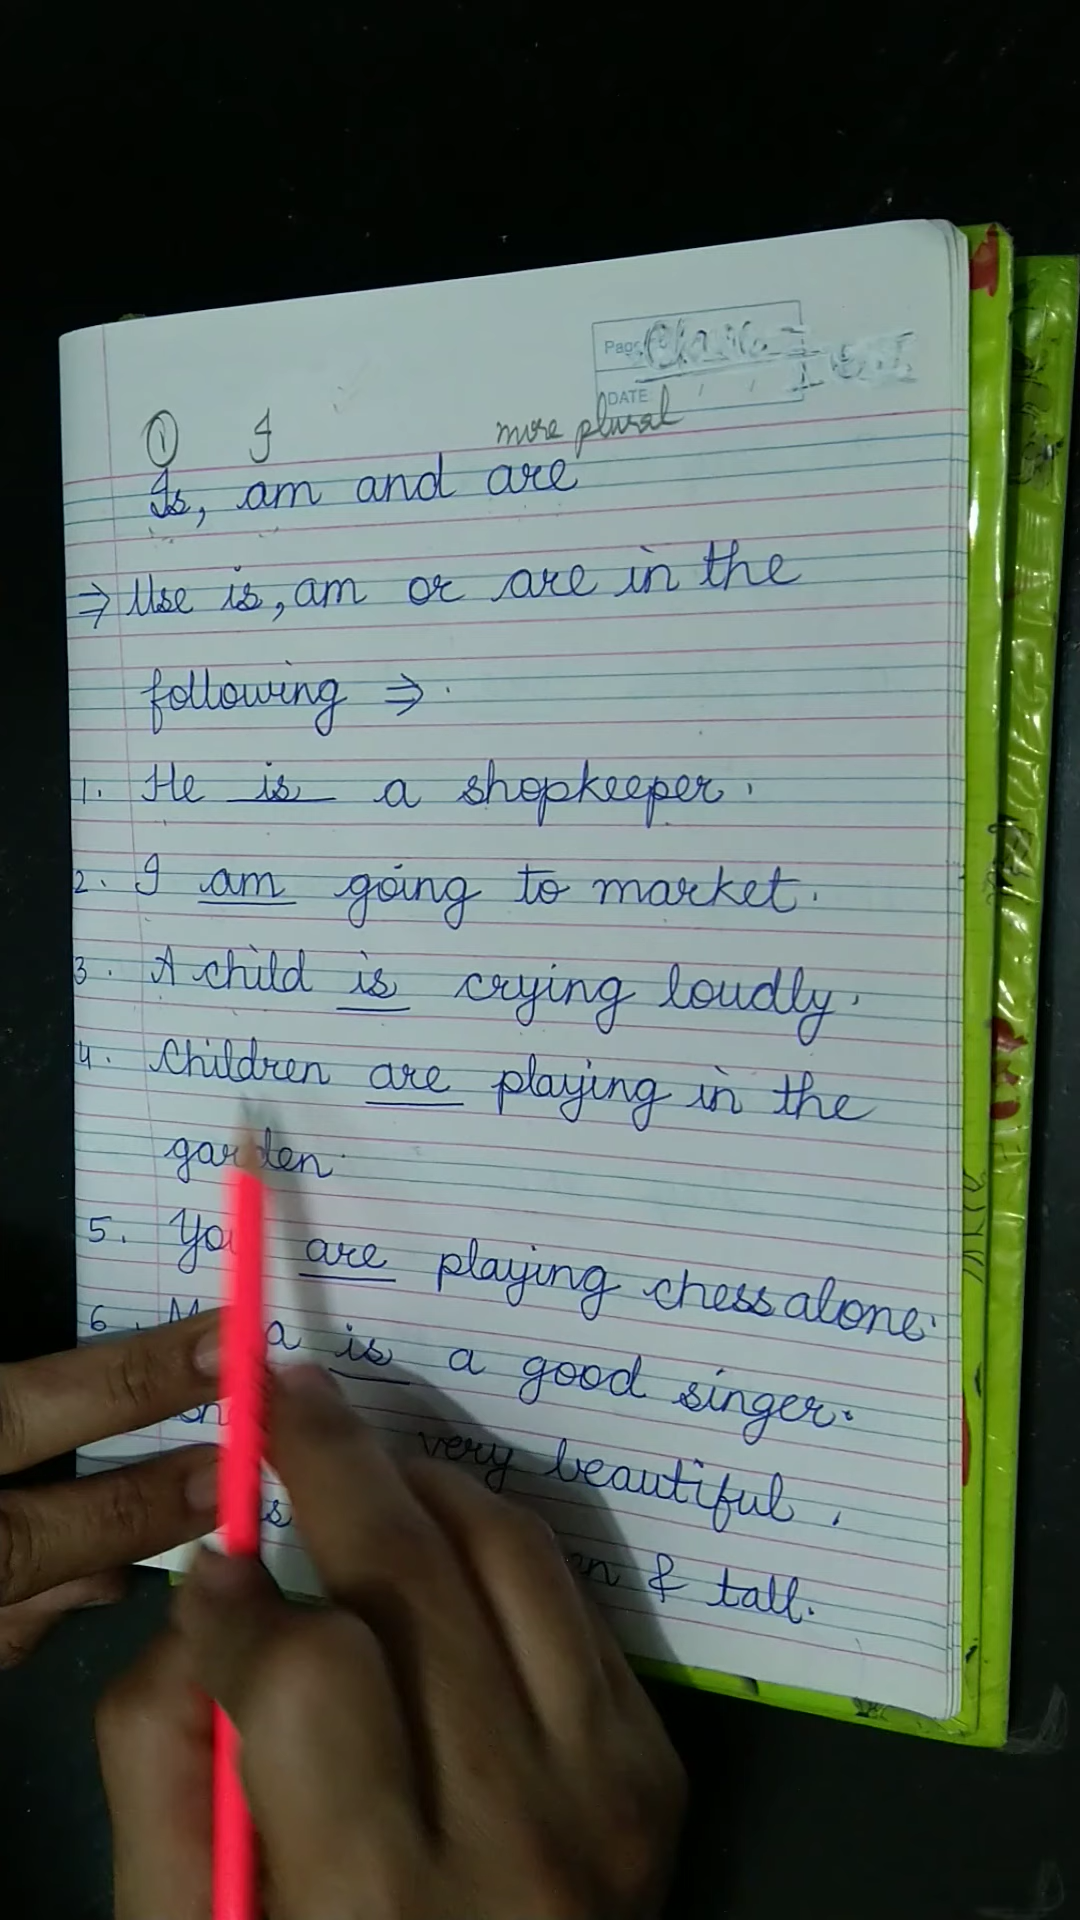 Page
DATE
① I more plural
Is, am and are
⇒ Use is, am or are in the
following ⇒
1. He is a shopkeeper.
2. I am going to market.
3. A child is crying loudly.
4. Children are playing in the
garden.
5. are playing chess alone.
6. is a good singer.
very beautiful.
& tall.